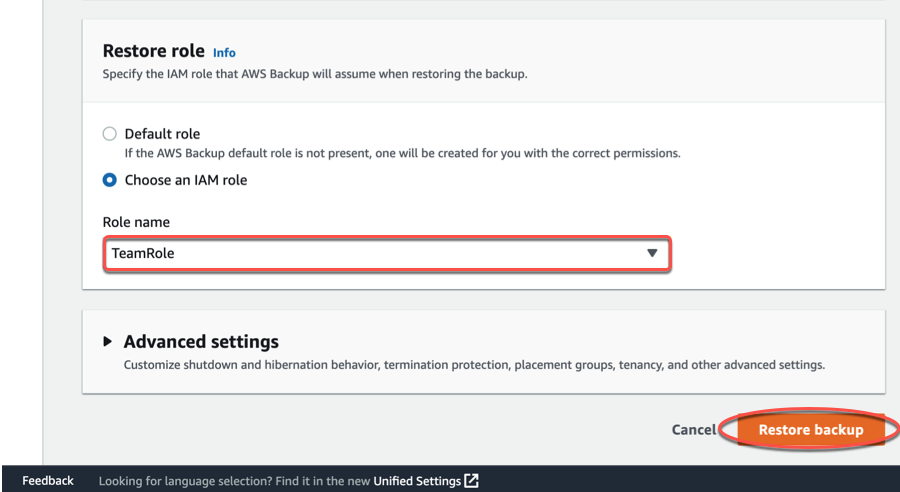 Restore role Info
Specify the IAM role that AWS Backup will assume when restoring the backup.
Default role
If the AWS Backup default role is not present, one will be created for you with the correct permissions.
Choose an IAM role
Role name
TeamRole
Advanced settings
Customize shutdown and hibernation behavior, termination protection, placement groups, tenancy, and other advanced settings.
Cancel Restore backup
Feedback Looking for language selection? Find it in the new Unified Settings